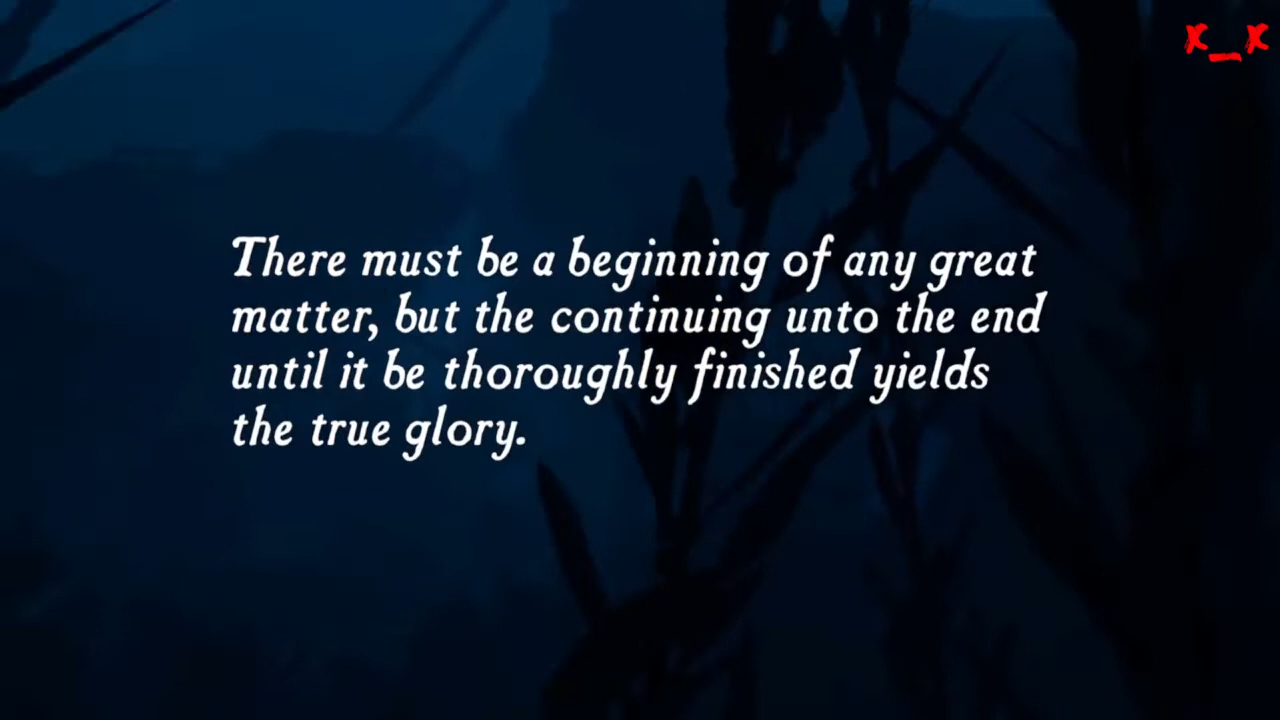 x_x
There must be a beginning of any great
matter, but the continuing unto the end
until it be thoroughly finished yields
the true glory.